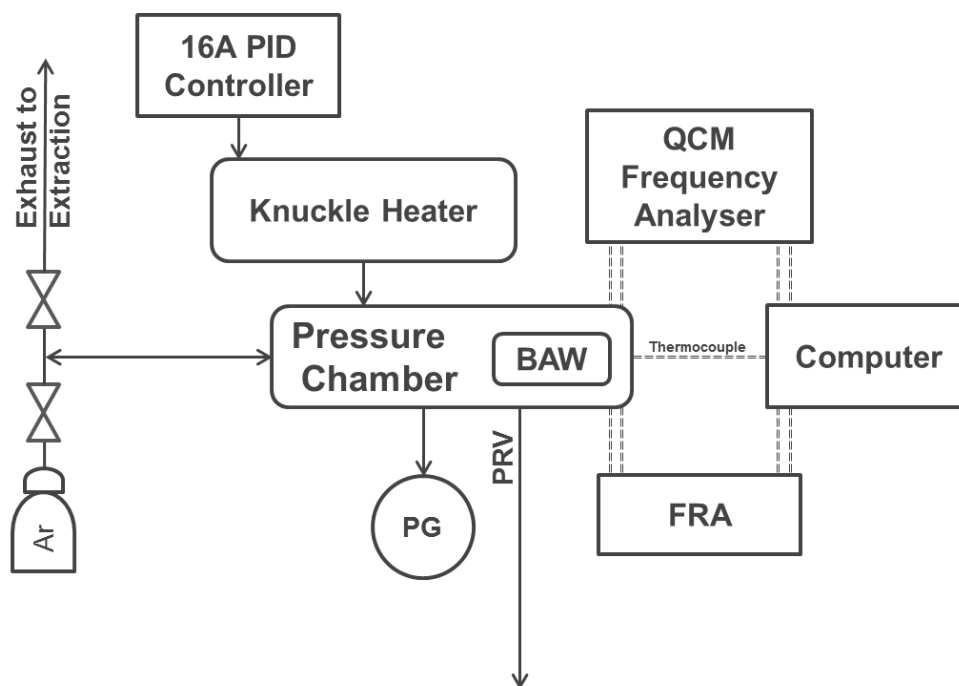 16A PID
Controller
Exhaust to
Extraction
QCM
Frequency
Analyser
Knuckle Heater
Pressure
Chamber
BAW
Thermocouple
Computer
PRV
Ar
PG
FRA